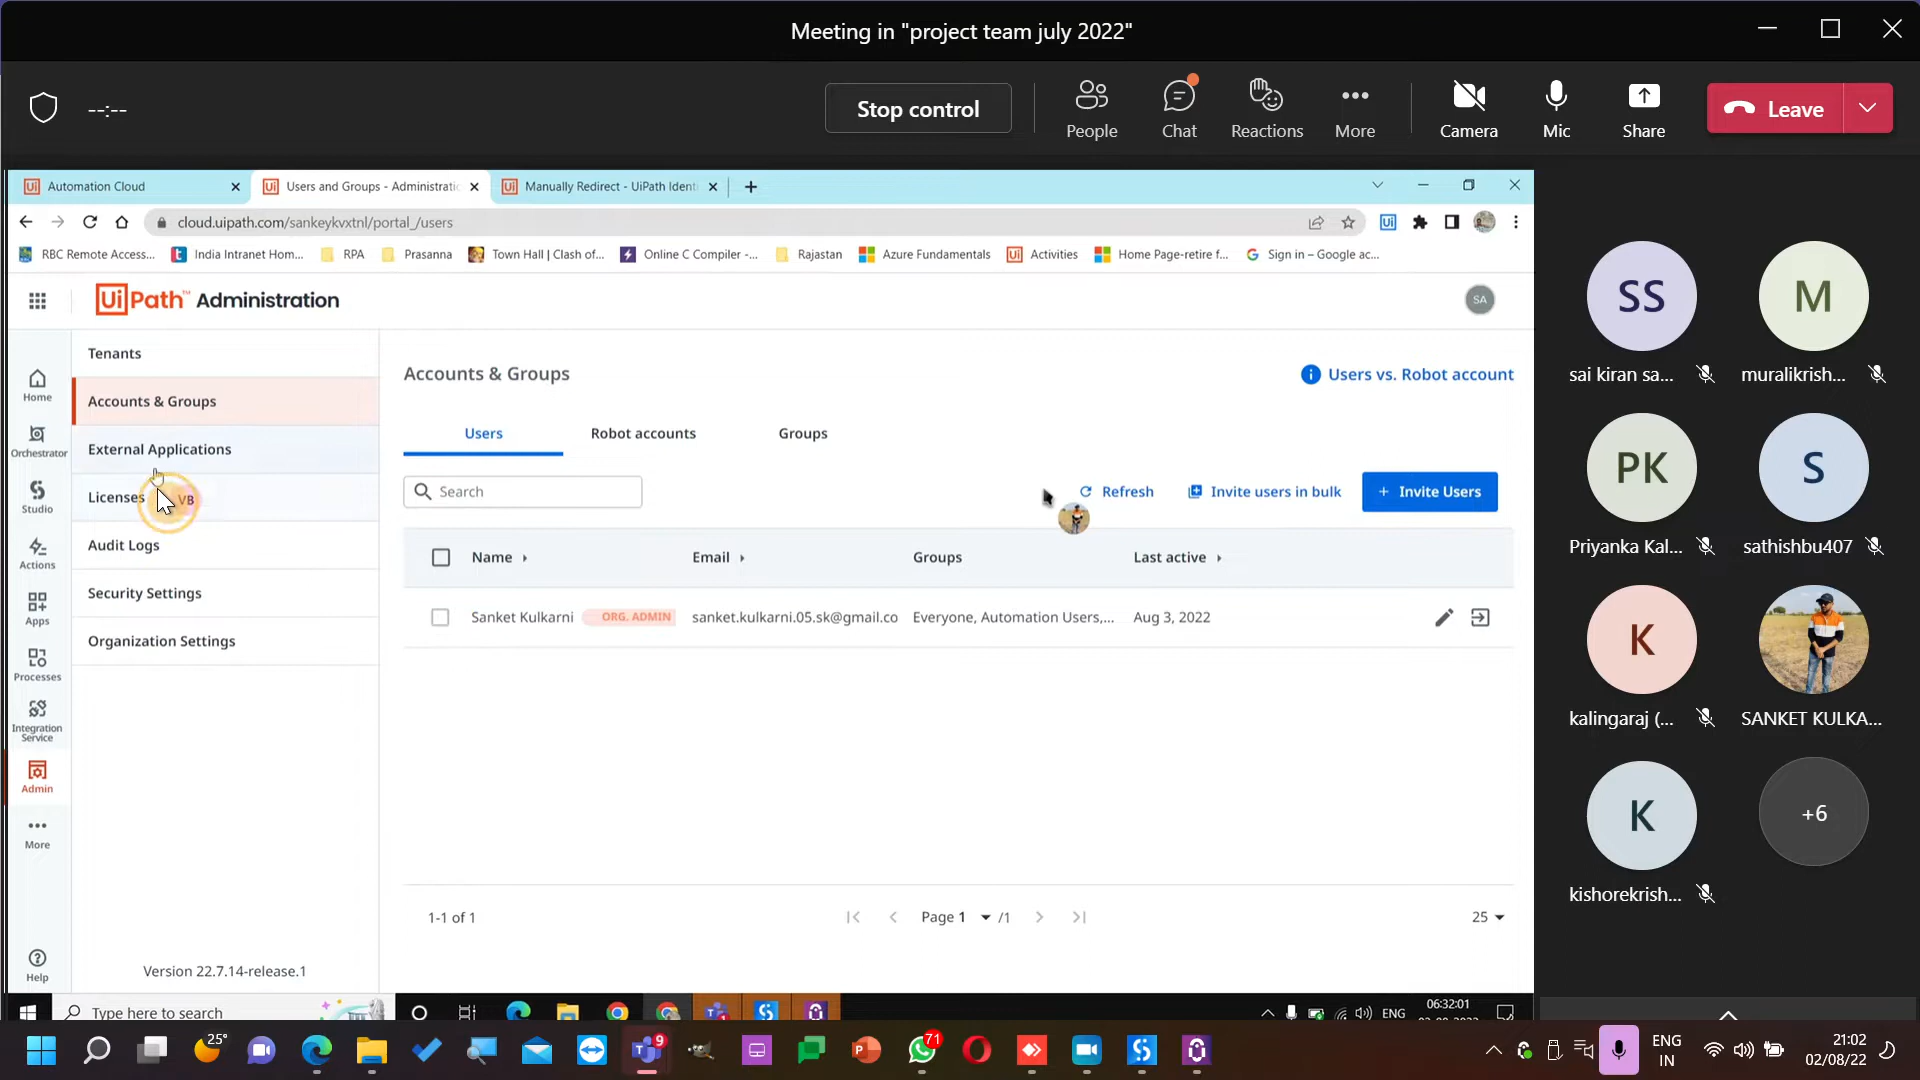 Meeting in "project team july 2022"
--:--
Stop control
People
Chat
Reactions
More
Camera
Mic
Share
Leave
Automation Cloud
Users and Groups - Administratio
Manually Redirect - UiPath Identi
cloud.uipath.com/sankeykvxtnl/portal_/users
RBC Remote Access...
India Intranet Hom...
RPA
Prasanna
Town Hall | Clash of...
Online C Compiler -...
Rajastan
Azure Fundamentals
Activities
Home Page-retire f...
Sign in – Google ac...
UiPath™ Administration
SA
Home
Orchestrator
Studio
Actions
Apps
Processes
Integration Service
Admin
More
Help
Tenants
Accounts & Groups
External Applications
Licenses
VB
Audit Logs
Security Settings
Organization Settings
Version 22.7.14-release.1
Accounts & Groups
Users vs. Robot account
Users
Robot accounts
Groups
Search
Refresh
Invite users in bulk
+ Invite Users
Name
Email
Groups
Last active
Sanket Kulkarni
ORG. ADMIN
sanket.kulkarni.05.sk@gmail.co
Everyone, Automation Users,...
Aug 3, 2022
1-1 of 1
Page 1
/1
25
Type here to search
ENG
06:32:01
SS
sai kiran sa...
M
muralikrish...
PK
Priyanka Kal...
S
sathishbu407
K
kalingaraj (...
SANKET KULKA...
K
kishorekrish...
+6
25°
9
71
ENG
IN
21:02
02/08/22